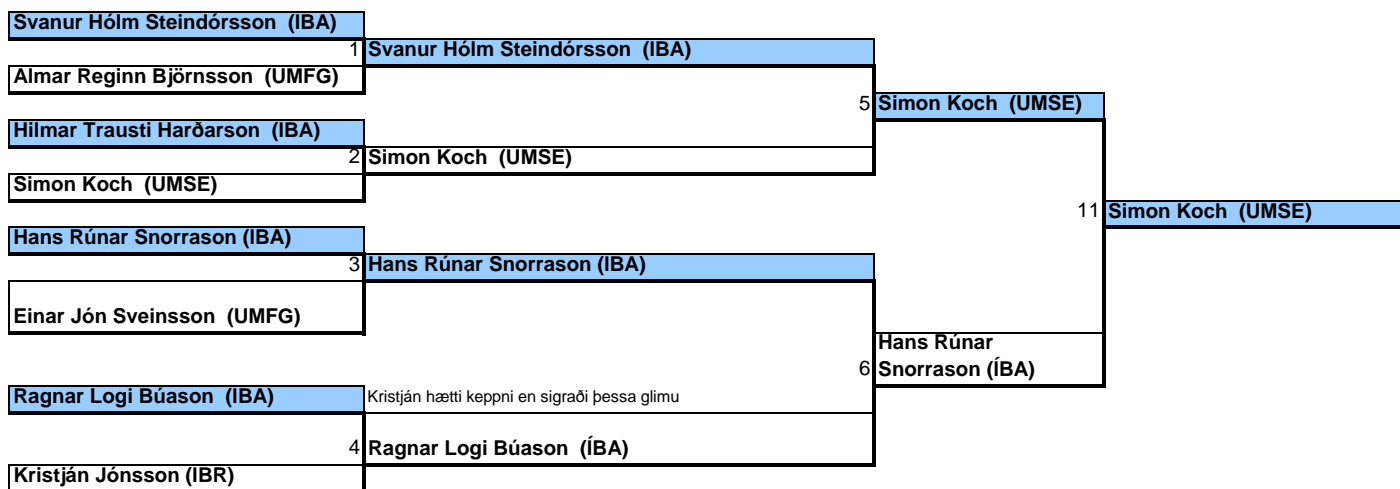 Svanur Hólm Steindórsson (IBA)
1 Svanur Hólm Steindórsson (IBA)
Almar Reginn Björnsson (UMFG)
5 Simon Koch (UMSE)
Hilmar Trausti Harðarson (IBA)
2 Simon Koch (UMSE)
Simon Koch (UMSE)
11 Simon Koch (UMSE)
Hans Rúnar Snorrason (IBA)
3 Hans Rúnar Snorrason (IBA)
Einar Jón Sveinsson (UMFG)
Hans Rúnar
6 Snorrason (ÍBA)
Ragnar Logi Búason (IBA)
Kristján hætti keppni en sigraði þessa glimu
4 Ragnar Logi Búason (ÍBA)
Kristján Jónsson (IBR)